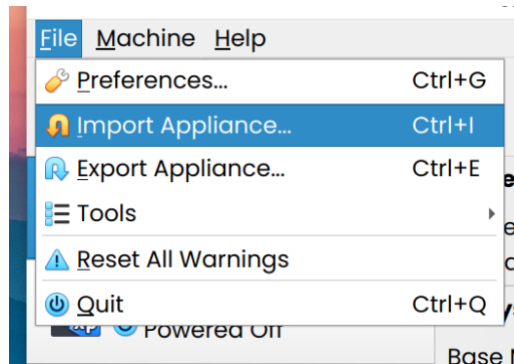 File Machine Help
Preferences... Ctrl+G
Import Appliance... Ctrl+I
Export Appliance... Ctrl+E
Tools
Reset All Warnings
Quit Ctrl+Q
Powered Off
Base